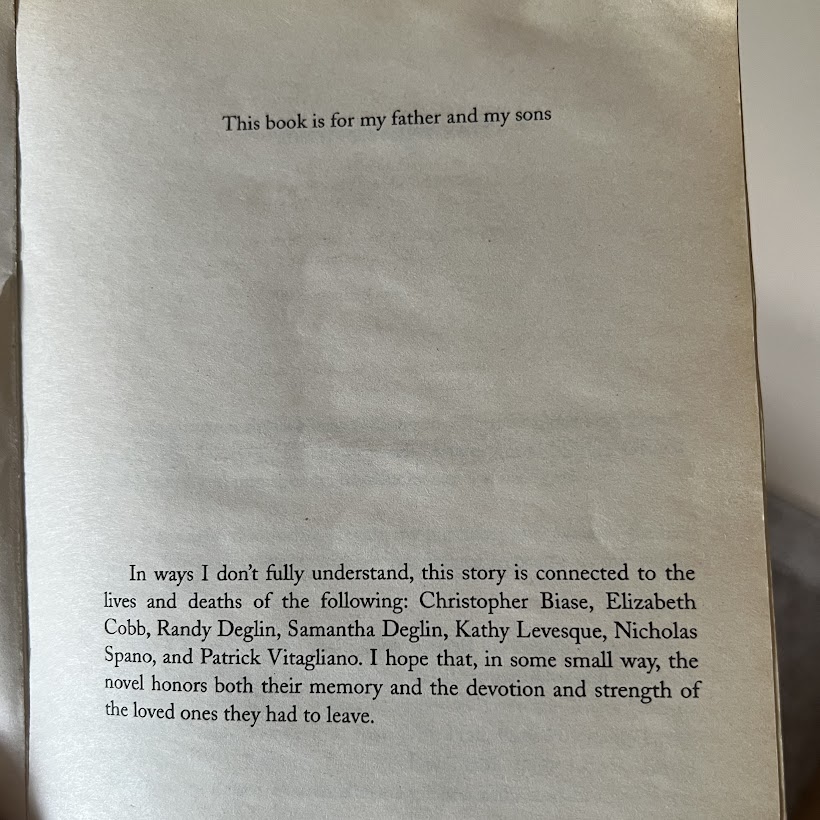 This book is for my father and my sons
In ways I don't fully understand, this story is connected to the
lives and deaths of the following: Christopher Biase, Elizabeth
Cobb, Randy Deglin, Samantha Deglin, Kathy Levesque, Nicholas
Spano, and Patrick Vitagliano. I hope that, in some small way, the
novel honors both their memory and the devotion and strength of
the loved ones they had to leave.